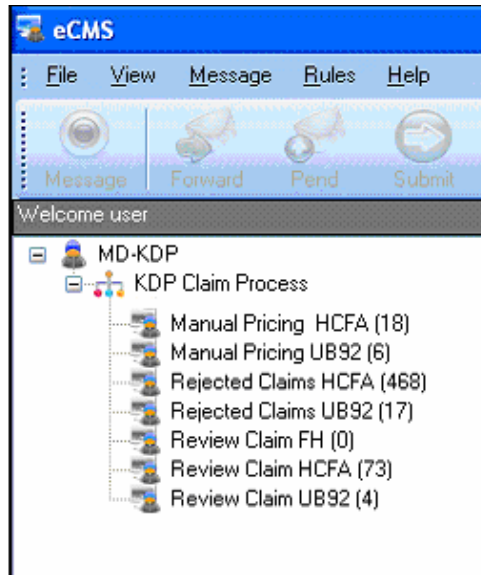 eCMS
File View Message Rules Help
Message Forward Pend Submit
Welcome user
MD-KDP
KDP Claim Process
Manual Pricing HCFA (18)
Manual Pricing UB92 (6)
Rejected Claims HCFA (468)
Rejected Claims UB92 (17)
Review Claim FH (0)
Review Claim HCFA (73)
Review Claim UB92 (4)